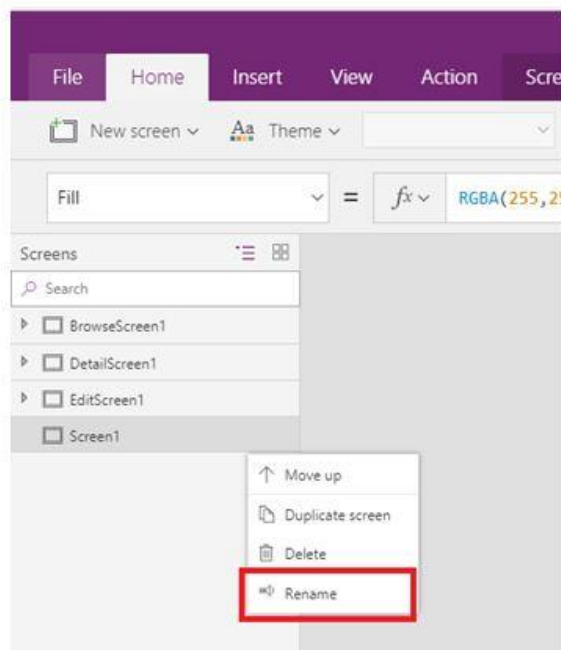 File Home Insert View Action Scre
New screen Aa Theme
Fill = fx RGBA(255,25
Screens
Search
BrowseScreen1
DetailScreen1
EditScreen1
Screen1
Move up
Duplicate screen
Delete
Rename